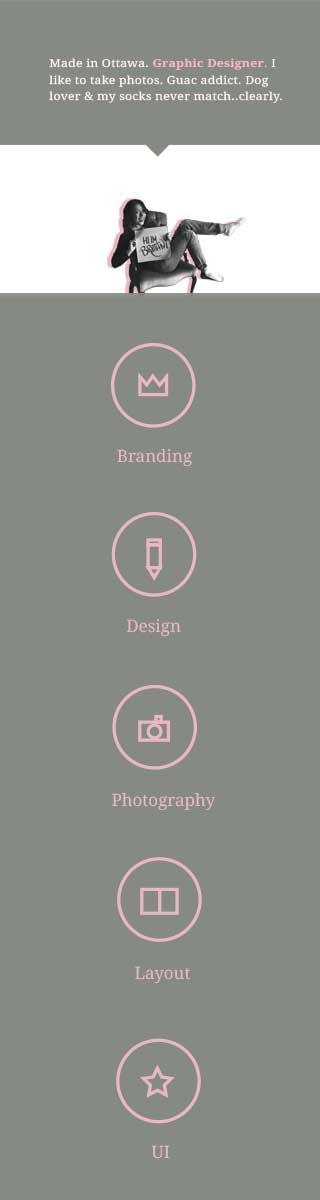 Made in Ottawa. Graphic Designer. I
like to take photos. Guac addict. Dog
lover & my socks never match..clearly.
HI I'M
BRITTANY
Branding
Design
Photography
Layout
UI